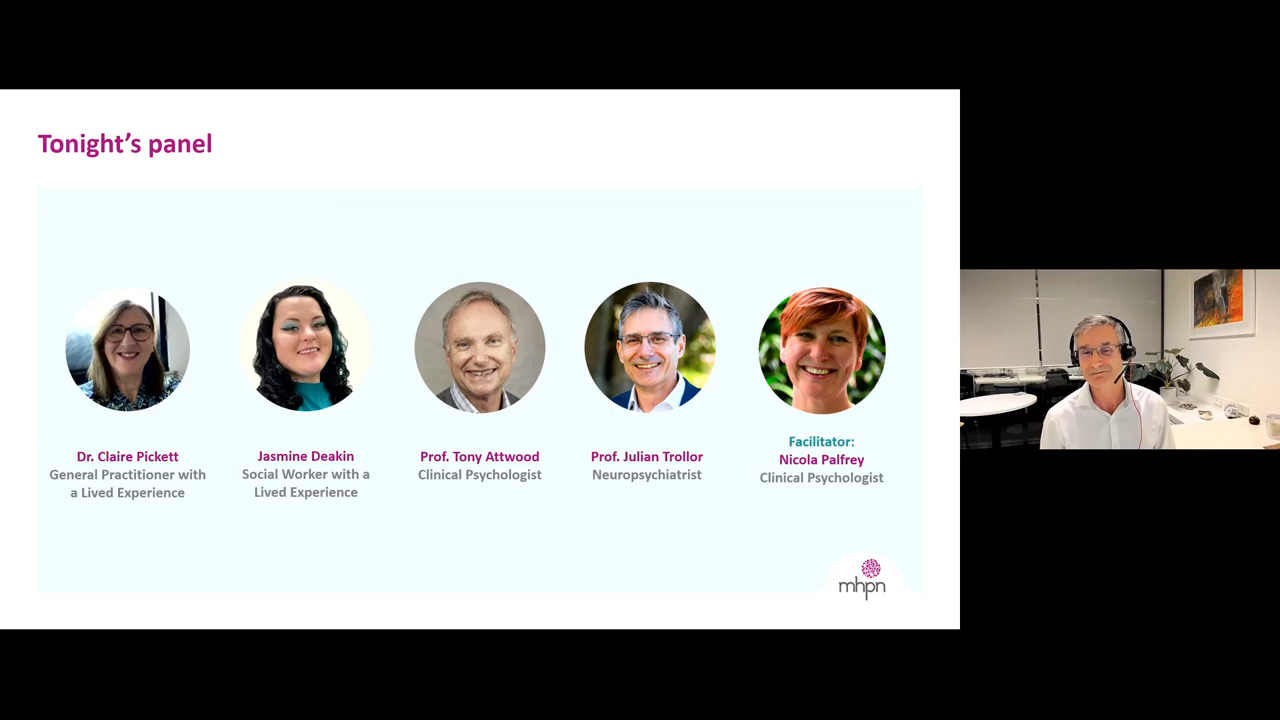 Tonight's panel
Dr. Claire Pickett
General Practitioner with
a Lived Experience
Jasmine Deakin
Social Worker with a
Lived Experience
Prof. Tony Attwood
Clinical Psychologist
Prof. Julian Trollor
Neuropsychiatrist
Facilitator:
Nicola Palfrey
Clinical Psychologist
mhpn